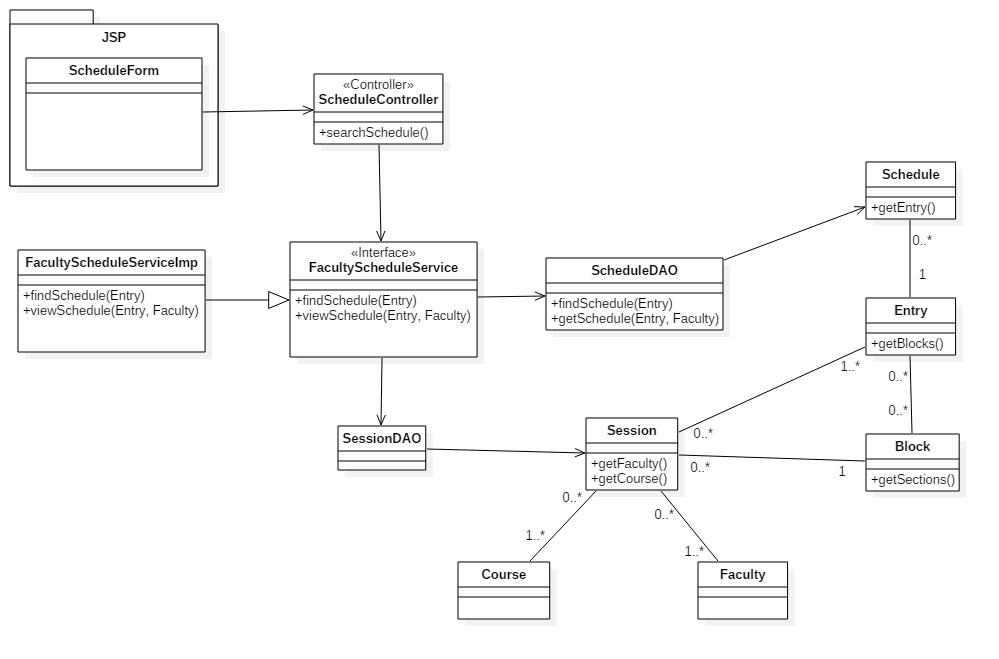 JSP
ScheduleForm
«Controller»
ScheduleController
+searchSchedule()
Schedule
+getEntry()
0..*
1
FacultyScheduleServiceImp
+findSchedule(Entry)
+viewSchedule(Entry, Faculty)
«Interface»
FacultyScheduleService
+findSchedule(Entry)
+viewSchedule(Entry, Faculty)
ScheduleDAO
+findSchedule(Entry)
+getSchedule(Entry, Faculty)
Entry
+getBlocks()
1..*
0..*
0..*
SessionDAO
Session
+getFaculty()
+getCourse()
0..*
0..*
1
Block
+getSections()
0..*
0..*
1..*
1..*
Course
Faculty